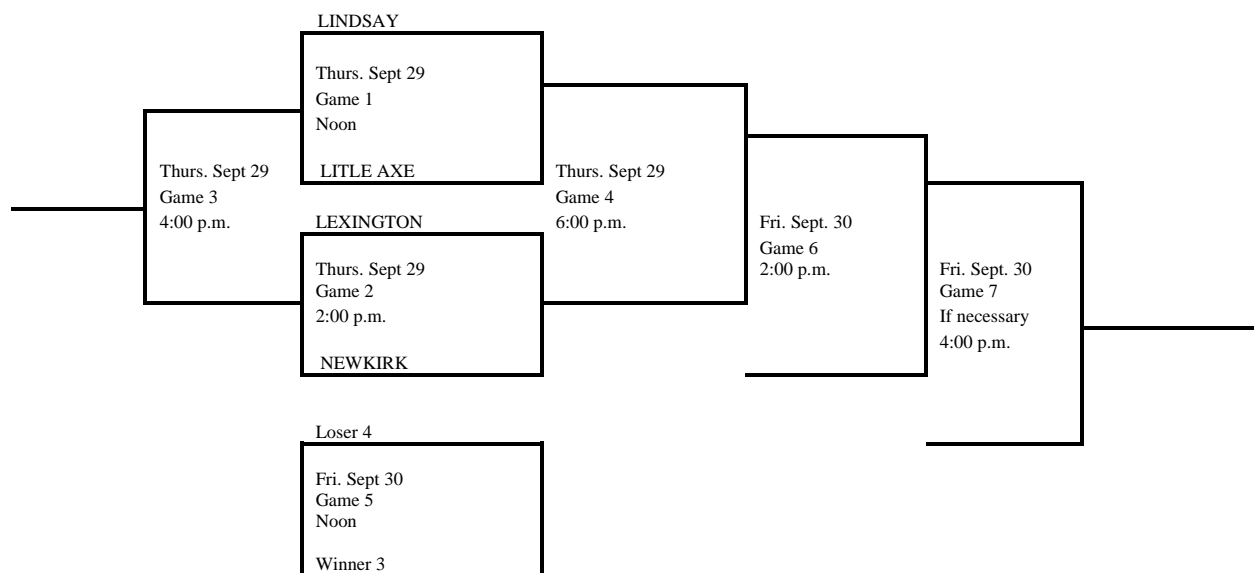 LINDSAY
Thurs. Sept 29
Game 1
Noon
LITLE AXE
Thurs. Sept 29
Game 3
4:00 p.m.
Thurs. Sept 29
Game 4
6:00 p.m.
LEXINGTON
Thurs. Sept 29
Game 2
2:00 p.m.
NEWKIRK
Fri. Sept. 30
Game 6
2:00 p.m.
Fri. Sept. 30
Game 7
If necessary
4:00 p.m.
Loser 4
Fri. Sept 30
Game 5
Noon
Winner 3